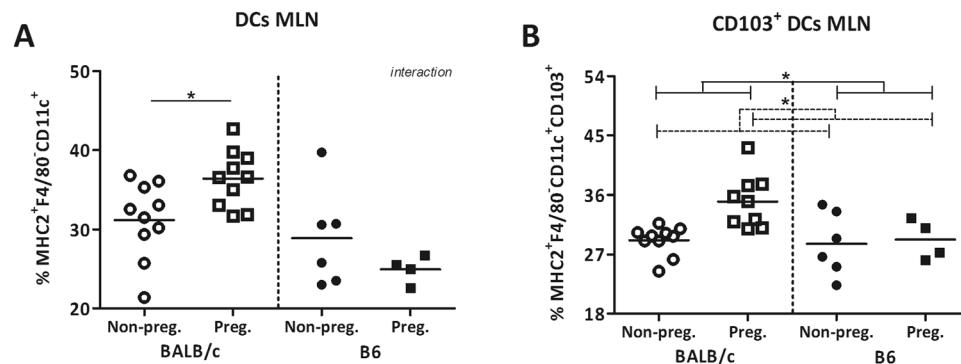 A
DCs MLN
% MHC2⁺F4/80⁻CD11c⁺
50
40
30
20
*
interaction
Non-preg.
Preg.
Non-preg.
Preg.
BALB/c
B6
B
CD103⁺ DCs MLN
% MHC2⁺F4/80⁻CD11c⁺CD103⁺
54
45
36
27
18
*
*
Non-preg.
Preg.
Non-preg.
Preg.
BALB/c
B6